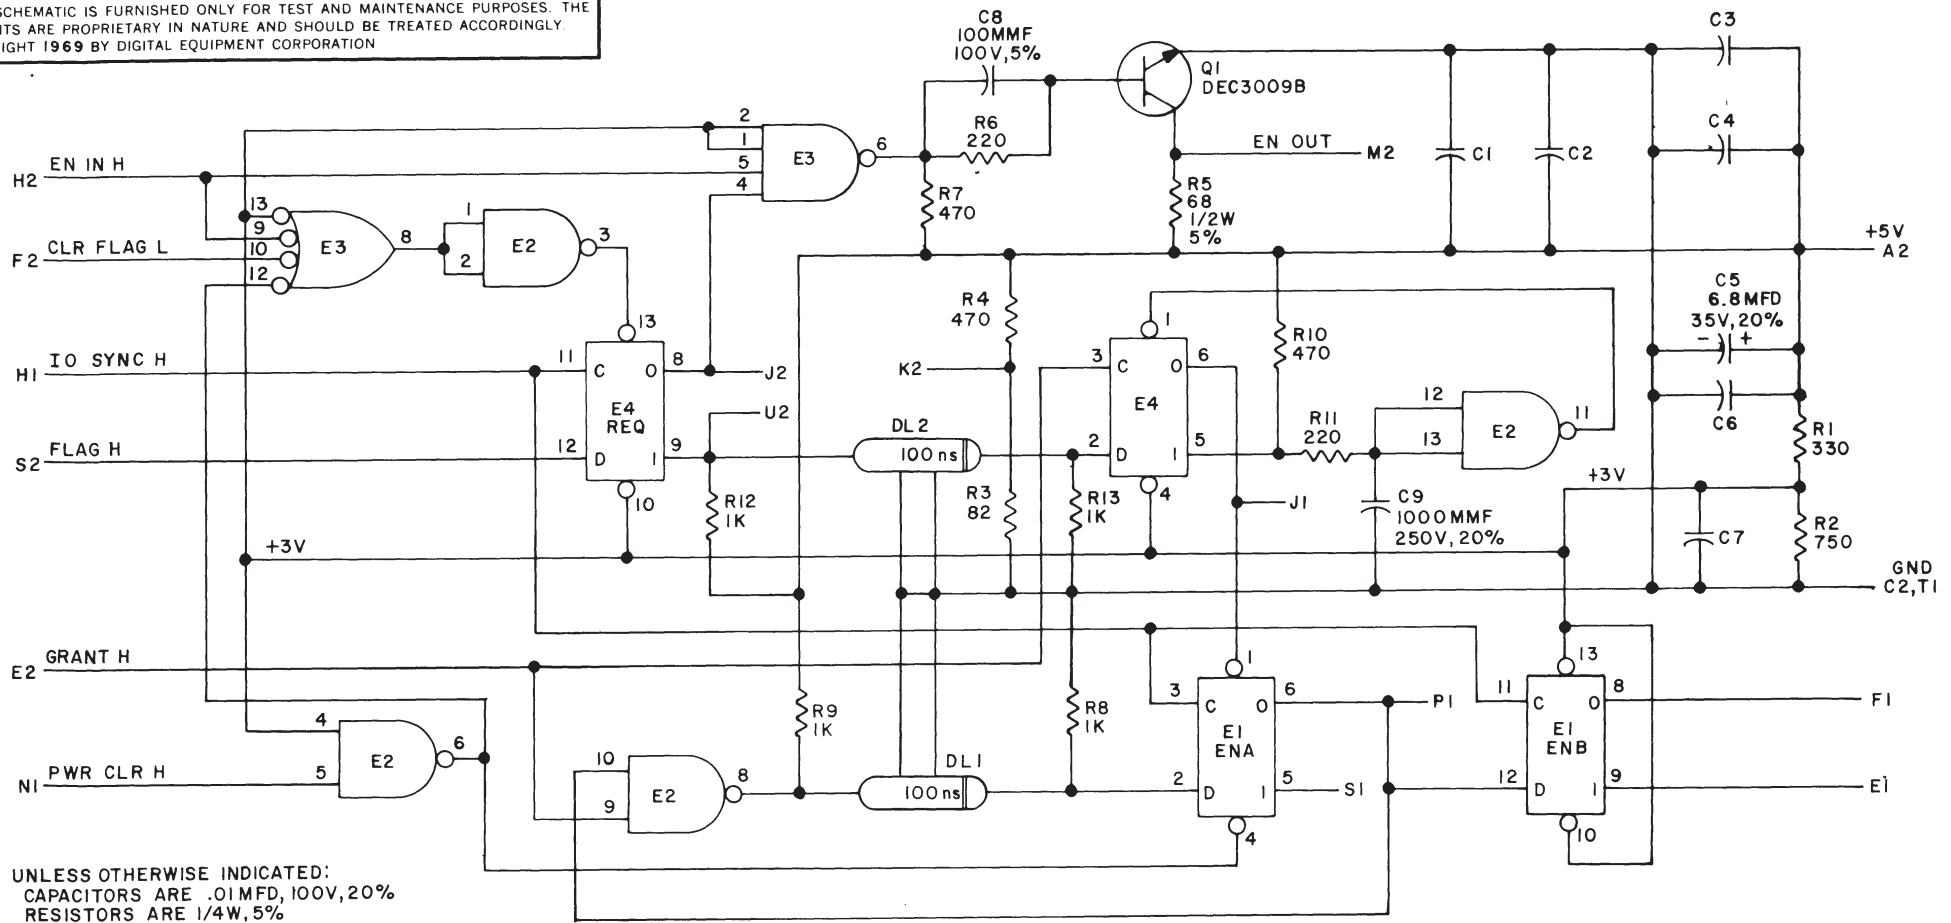 SCHEMATIC IS FURNISHED ONLY FOR TEST AND MAINTENANCE PURPOSES. THE
ITS ARE PROPRIETARY IN NATURE AND SHOULD BE TREATED ACCORDINGLY.
IGHT 1969 BY DIGITAL EQUIPMENT CORPORATION
C8
100MMF
100V,5%
R6
220
Q1
DEC3009B
EN OUT
M2
R5
68
1/2W
5%
R7
470
C1
C2
C3
C4
+5V
A2
C5
6.8MFD
35V,20%
- +
C6
R1
330
+3V
R2
750
C7
GND
C2,T1
H2 EN IN H
2
1
5
4
E3
6
F2 CLR FLAG L
13
9
10
12
E3
8
1
2
E2
3
H1 IO SYNC H
S2 FLAG H
13
11
C
O
8
E4
REQ
12
D
1
9
10
J2
U2
R12
1K
DL2
100ns
R4
470
K2
R3
82
R13
1K
1
3
C
O
6
E4
2
D
1
5
4
R10
470
R11
220
J1
C9
1000MMF
250V,20%
12
13
E2
11
+3V
E2 GRANT H
N1 PWR CLR H
4
5
E2
6
10
9
E2
8
R9
1K
DL1
100ns
R8
1K
1
3
C
O
6
E1
ENA
2
D
1
5
4
P1
S1
13
11
C
O
8
E1
ENB
12
D
1
9
10
F1
E1
UNLESS OTHERWISE INDICATED:
CAPACITORS ARE .01MFD,100V,20%
RESISTORS ARE 1/4W,5%